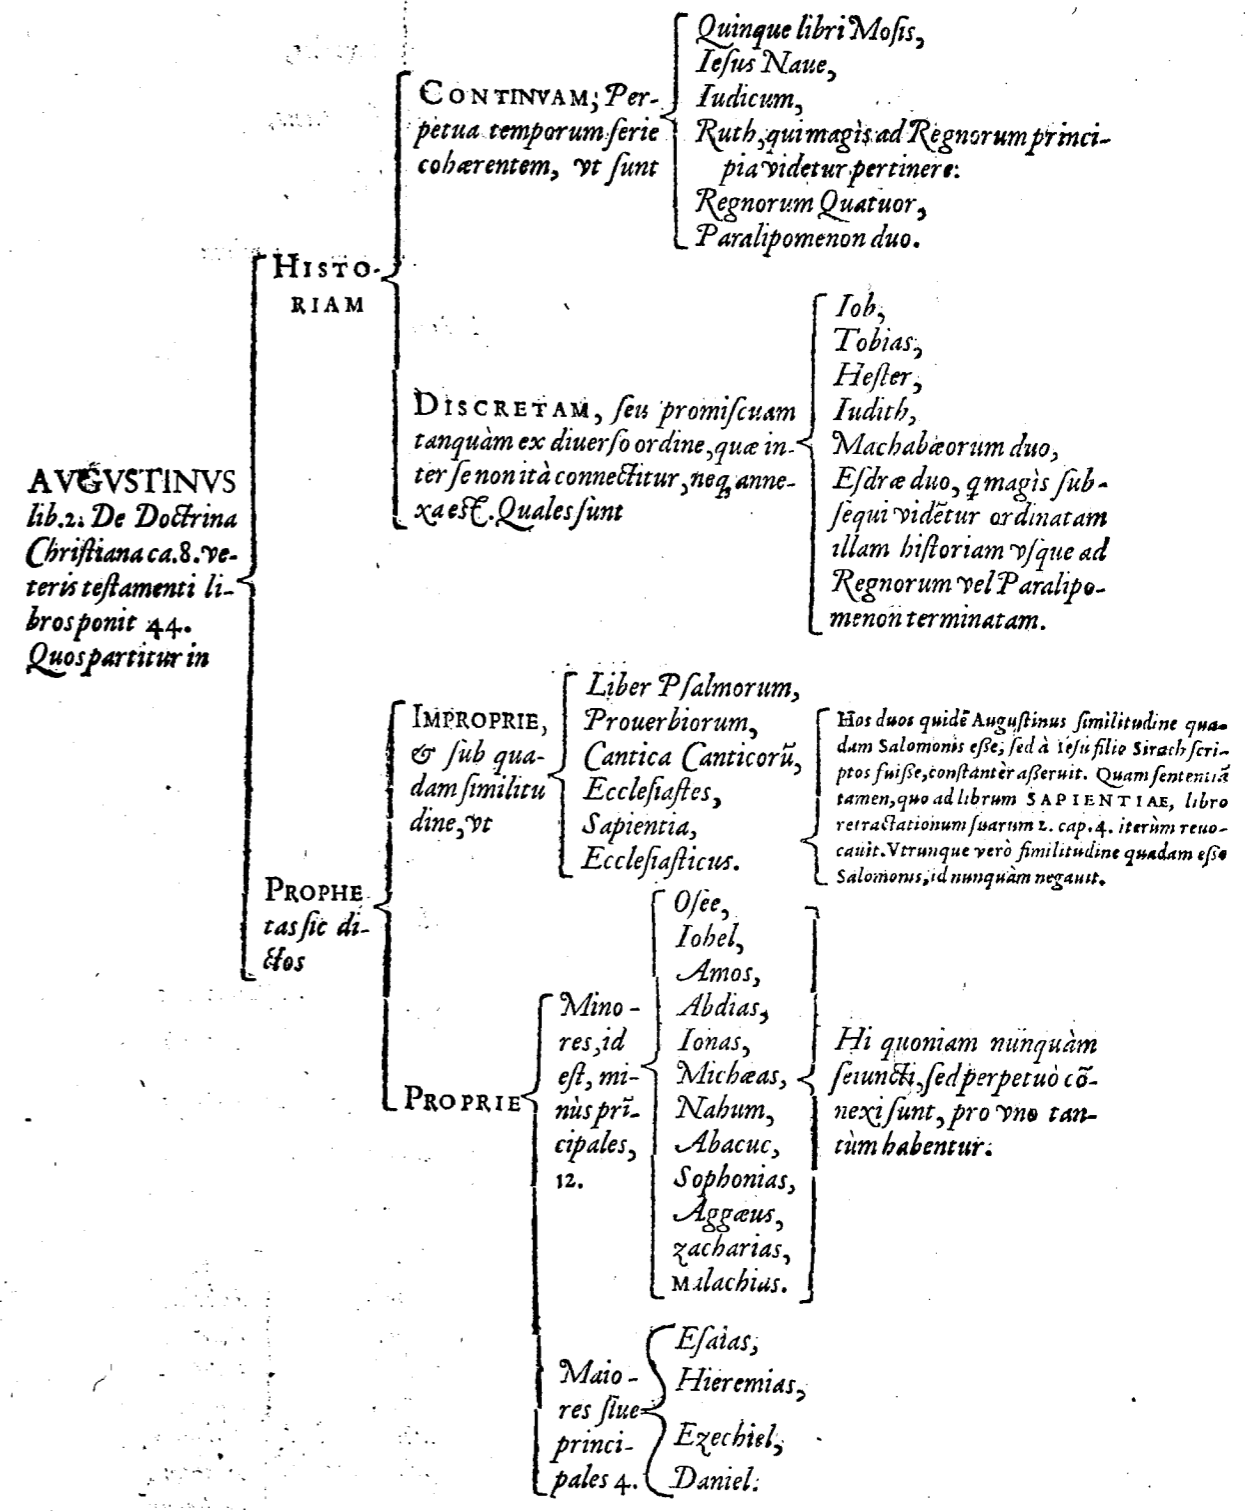 AVGVSTINVS
lib.2. De Doctrina
Chriſtiana ca.8. ve-
teris teſtamenti li-
bros ponit 44.
Quos partitur in
HISTO-
RIAM
CONTINVAM; Per-
petua temporum ſerie
cohærentem, vt ſunt
Quinque libri Moſis,
Ieſus Naue,
Iudicum,
Ruth, qui magìs ad Regnorum princi-
pia videtur pertinere:
Regnorum Quatuor,
Paralipomenon duo.
DISCRETAM, ſeu promiſcuam
tanquàm ex diuerſo ordine, quæ in-
ter ſe non ità connectitur, neq; anne-
xa est. Quales ſunt
Iob,
Tobias,
Heſter,
Iudith,
Machabæorum duo,
Eſdræ duo, q magìs ſub-
ſequi vidētur ordinatam
illam hiſtoriam vſque ad
Regnorum vel Paralipo-
menōn terminatam.
PROPHE
tas ſic di-
ctos
IMPROPRIE,
& ſub qua-
dam ſimilitu
dine, vt
Liber Pſalmorum,
Prouerbiorum,
Cantica Canticorū,
Eccleſiaſtes,
Sapientia,
Eccleſiaſticus.
Hos duos quidē Auguſtinus ſimilitudine qua-
dam Salomonis eſſe, ſed à Ieſu filio Sirach ſcri-
ptos fuiſſe, conſtantèr aſſeruit. Quam ſententiā
tamen, quo ad librum SAPIENTIAE, libro
retractationum ſuarum 2. cap. 4. iterùm reuo-
cauit. Vtrunque verò ſimilitudine quadam eſſe
Salomonis, id nunquàm negauit.
PROPRIE
Mino-
res, id
eſt, mi-
nùs prī-
cipales,
12.
Oſee,
Iohel,
Amos,
Abdias,
Ionas,
Michæas,
Nahum,
Abacuc,
Sophonias,
Aggæus,
zacharias,
Malachias.
Hi quoniam nunquàm
ſeiuncti, ſed perpetuò cō-
nexi ſunt, pro vno tan-
tùm habentur.
Maio-
res ſiue
princi-
pales 4.
Eſaias,
Hieremias,
Ezechiel,
Daniel.